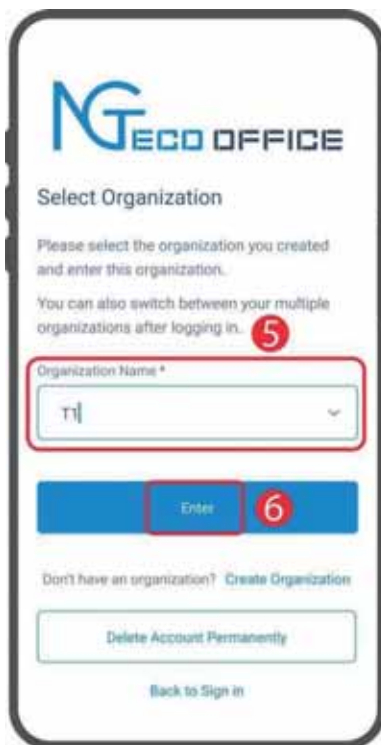 NGTECO OFFICE
Select Organization
Please select the organization you created
and enter this organization.
You can also switch between your multiple
organizations after logging in.
5
Organization Name *
T1
Enter
6
Don't have an organization? Create Organization
Delete Account Permanently
Back to Sign in